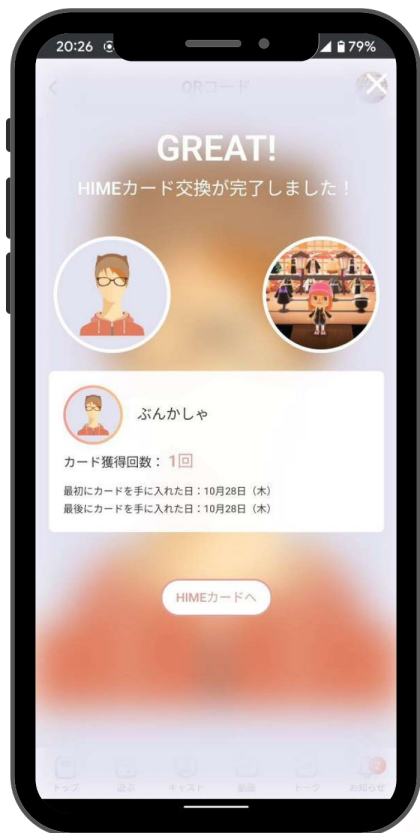 20:26
79%
QRコード
GREAT!
HIMEカード交換が完了しました！
ぶんかしゃ
カード獲得回数： 1回
最初にカードを手に入れた日：10月28日（木）
最後にカードを手に入れた日：10月28日（木）
HIMEカードへ
トップ
遊ぶ
キャスト
動画
トーク
お知らせ